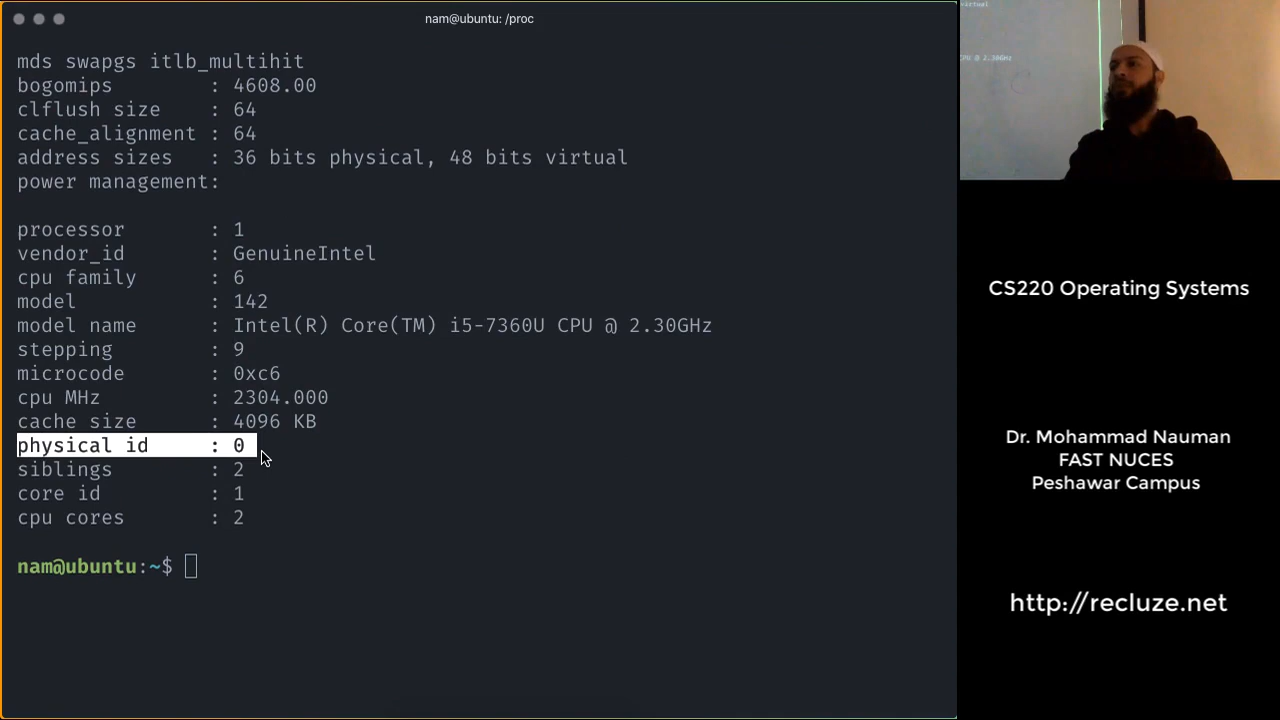 nam@ubuntu: /proc
mds swapgs itlb_multihit
bogomips : 4608.00
clflush size : 64
cache_alignment : 64
address sizes : 36 bits physical, 48 bits virtual
power management:
processor : 1
vendor_id : GenuineIntel
cpu family : 6
model : 142
model name : Intel(R) Core(TM) i5-7360U CPU @ 2.30GHz
stepping : 9
microcode : 0xc6
cpu MHz : 2304.000
cache size : 4096 KB
physical id : 0
siblings : 2
core id : 1
cpu cores : 2
nam@ubuntu:~$
virtual
CPU @ 2.30GHz
CS220 Operating Systems
Dr. Mohammad Nauman
FAST NUCES
Peshawar Campus
http://recluze.net